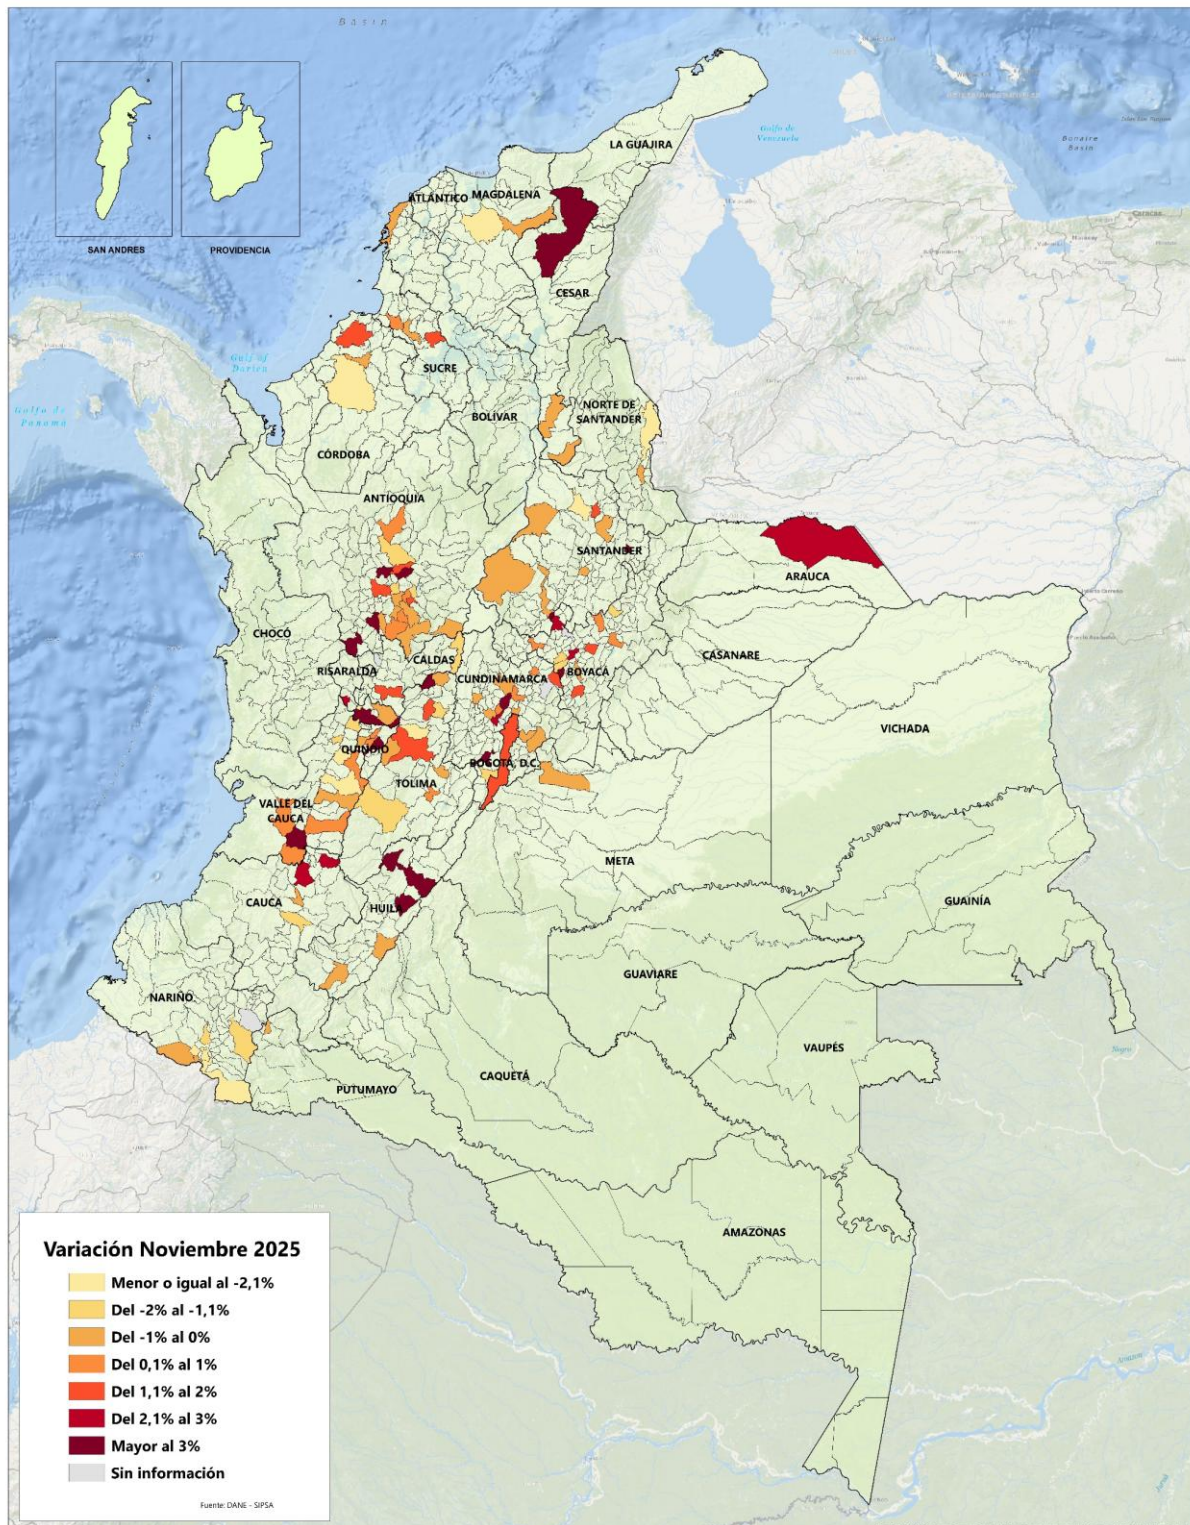 Basin
Golfo de
Venezuela
Bonaire
Basin
LA GUAJIRA
ATLÁNTICO
MAGDALENA
SAN ANDRES
PROVIDENCIA
CESAR
Gulf of
Darien
Golfo de
Panamá
SUCRE
BOLÍVAR
NORTE DE
SANTANDER
CÓRDOBA
ANTIOQUIA
SANTANDER
ARAUCA
CHOCÓ
CASANARE
CALDAS
RISARALDA
BOYACÁ
CUNDINAMARCA
VICHADA
QUINDIO
BOGOTÁ, D.C.
TOLIMA
VALLE DEL
CAUCA
META
CAUCA
HUILA
GUAINÍA
GUAVIARE
NARIÑO
VAUPÉS
CAQUETÁ
PUTUMAYO
AMAZONAS
Variación Noviembre 2025
Menor o igual al -2,1%
Del -2% al -1,1%
Del -1% al 0%
Del 0,1% al 1%
Del 1,1% al 2%
Del 2,1% al 3%
Mayor al 3%
Sin información
Fuente: DANE - SIPSA